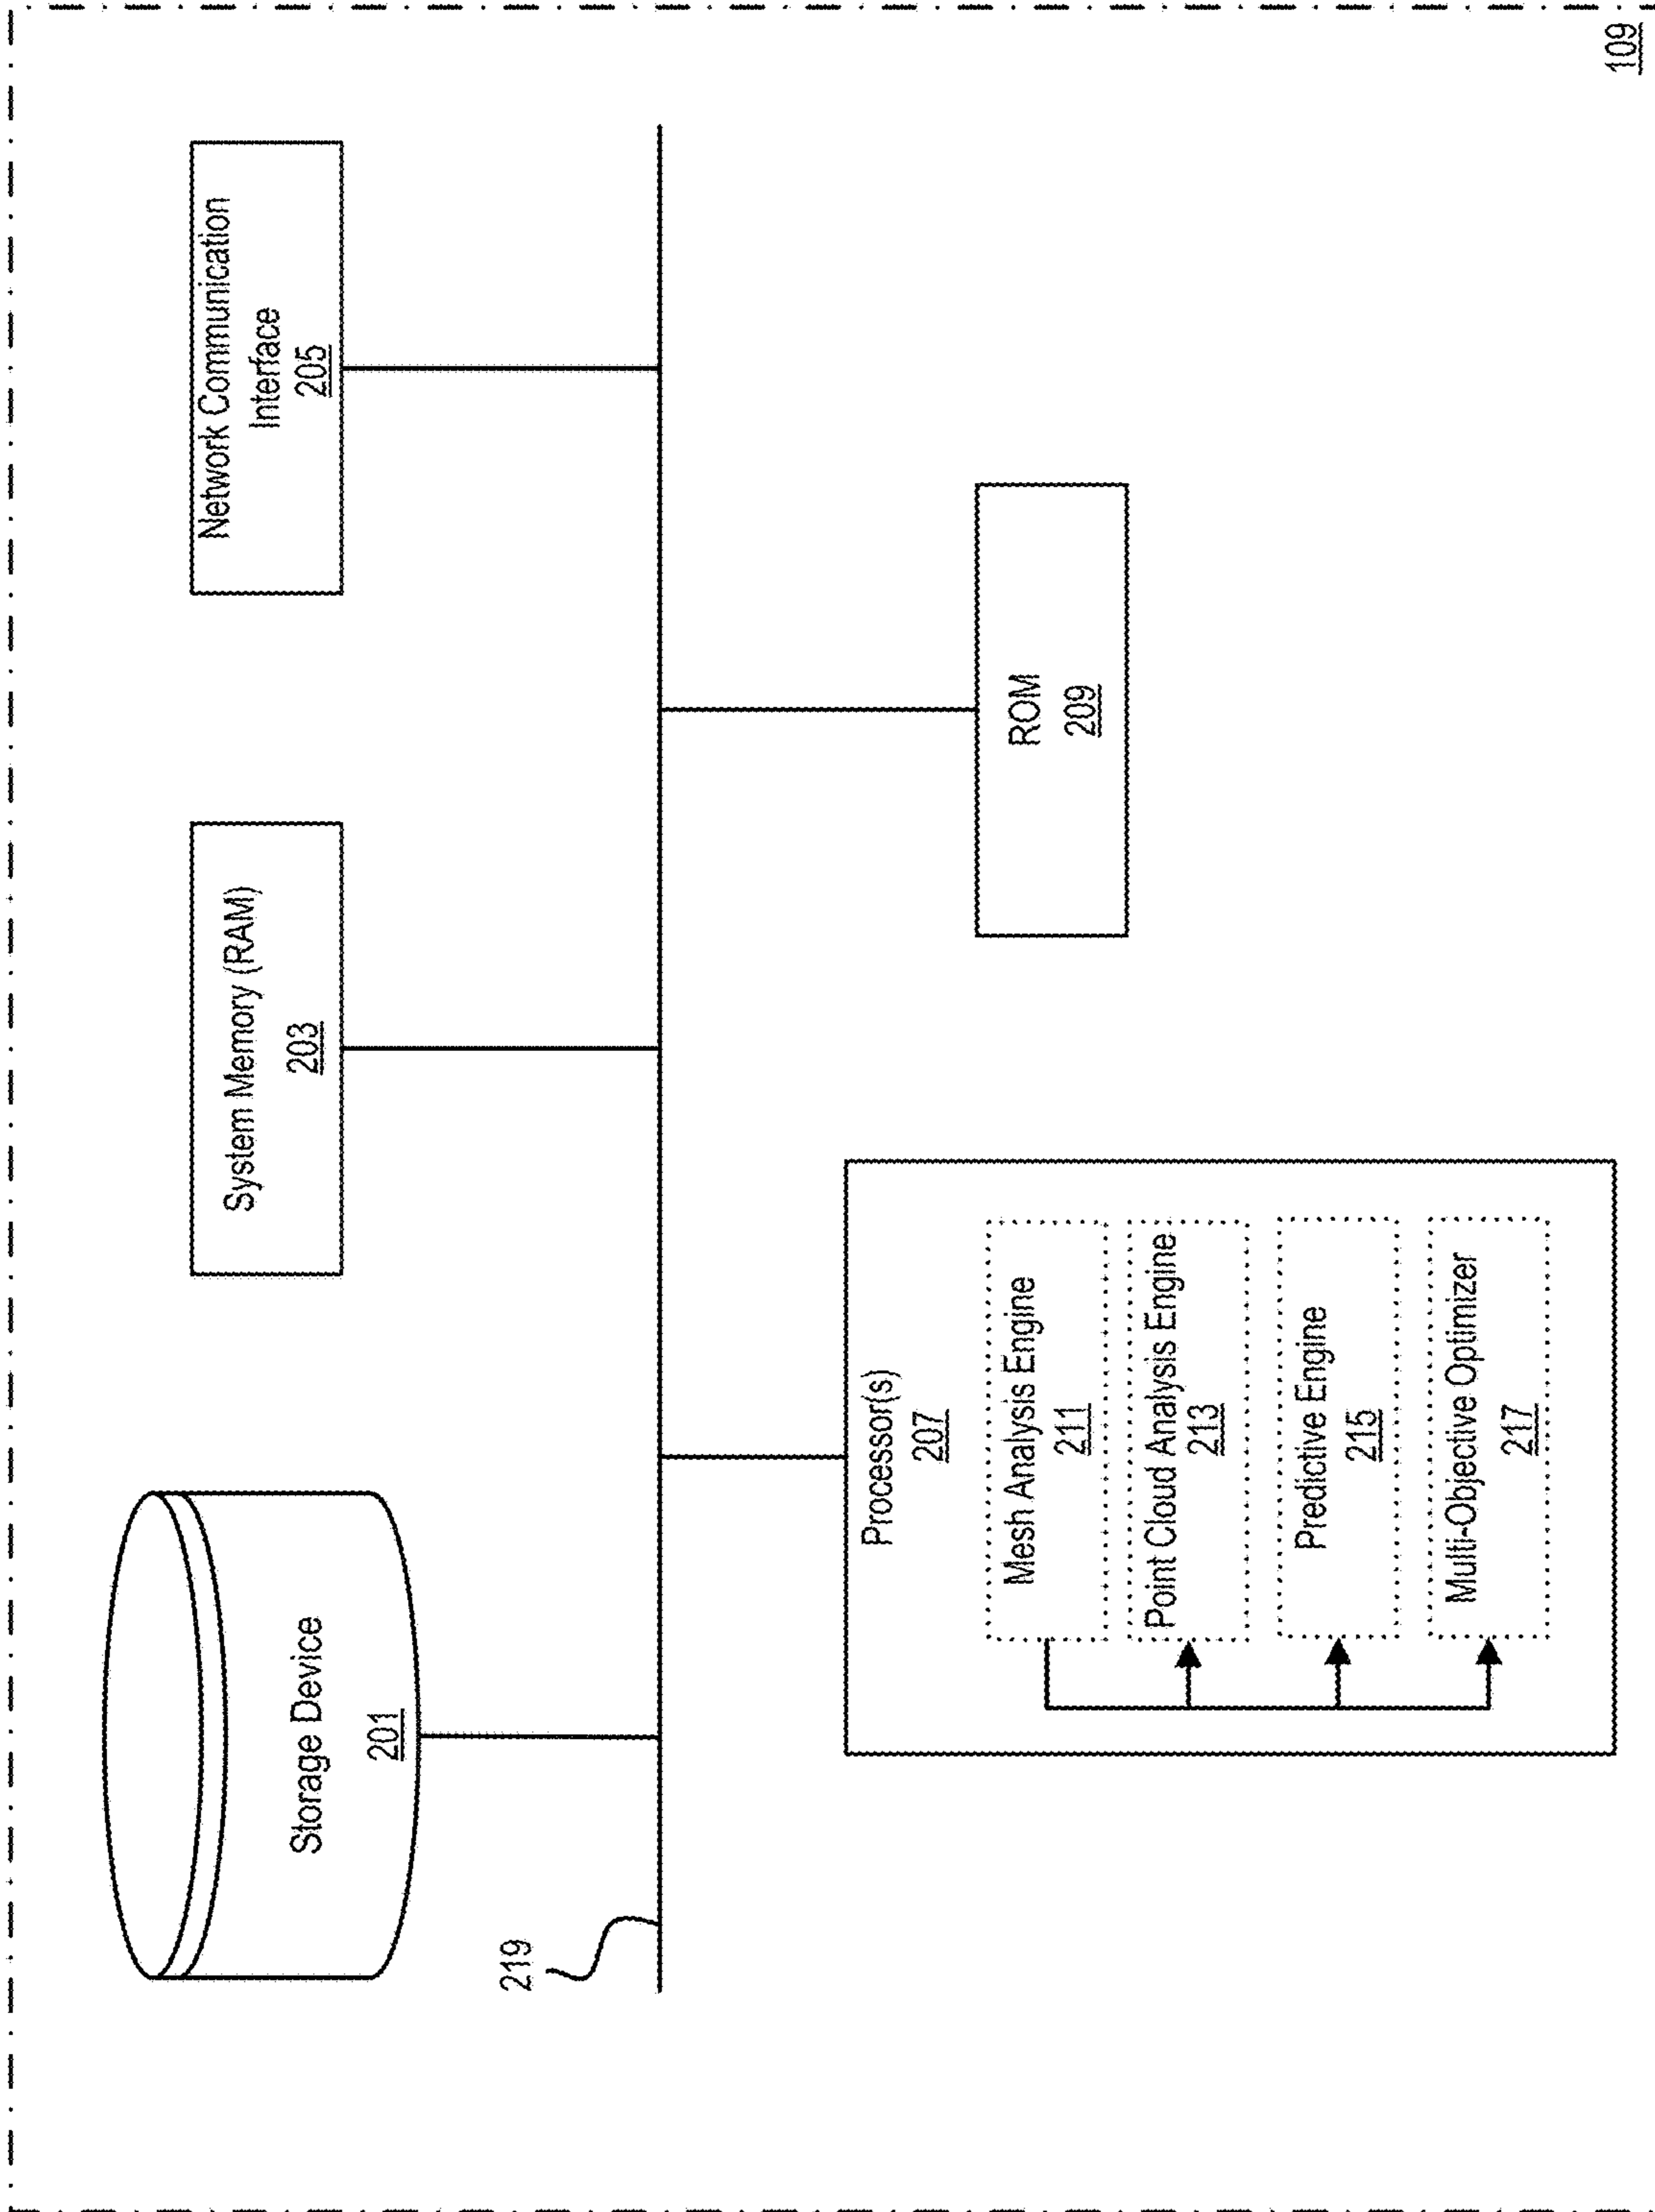 Storage Device
201
System Memory (RAM)
203
Network Communication
Interface
205
219
Processor(s)
207
Mesh Analysis Engine
211
Point Cloud Analysis Engine
213
Predictive Engine
215
Multi-Objective Optimizer
217
ROM
209
109